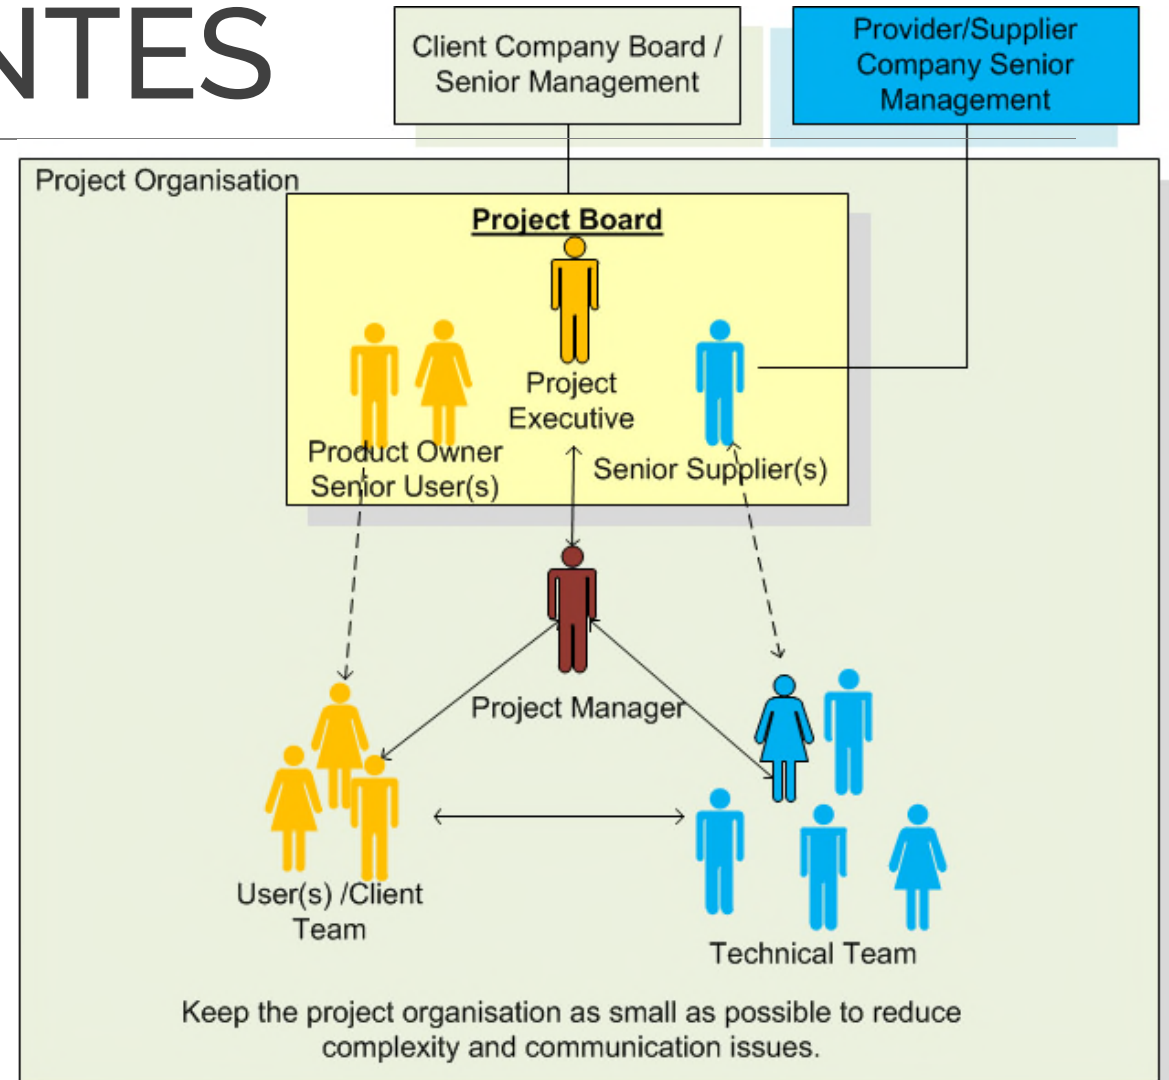 NTES
Client Company Board /
Senior Management
Provider/Supplier
Company Senior
Management
Project Organisation
Project Board
Project
Executive
Product Owner
Senior User(s)
Senior Supplier(s)
Project Manager
User(s) /Client
Team
Technical Team
Keep the project organisation as small as possible to reduce
complexity and communication issues.